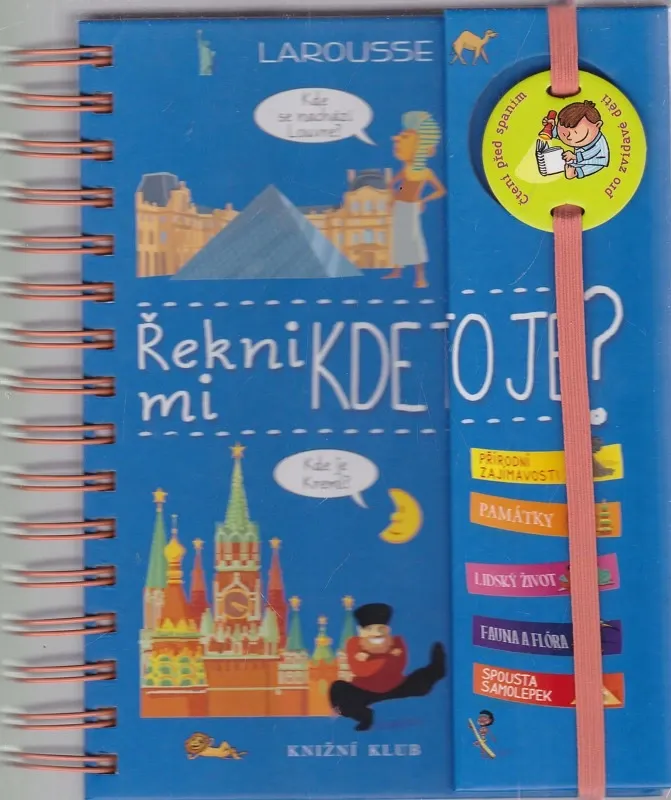 LAROUSSE
Kde
se nachází
Louvre?
čtení před spaním
pro zvídavé děti
Řekni KDE TO JE?
mi
Kde je
Kreml?
PŘÍRODNÍ
ZAJÍMAVOSTI
PAMÁTKY
LIDSKÝ ŽIVOT
FAUNA A FLÓRA
SPOUSTA
SAMOLEPEK
KNIŽNÍ KLUB